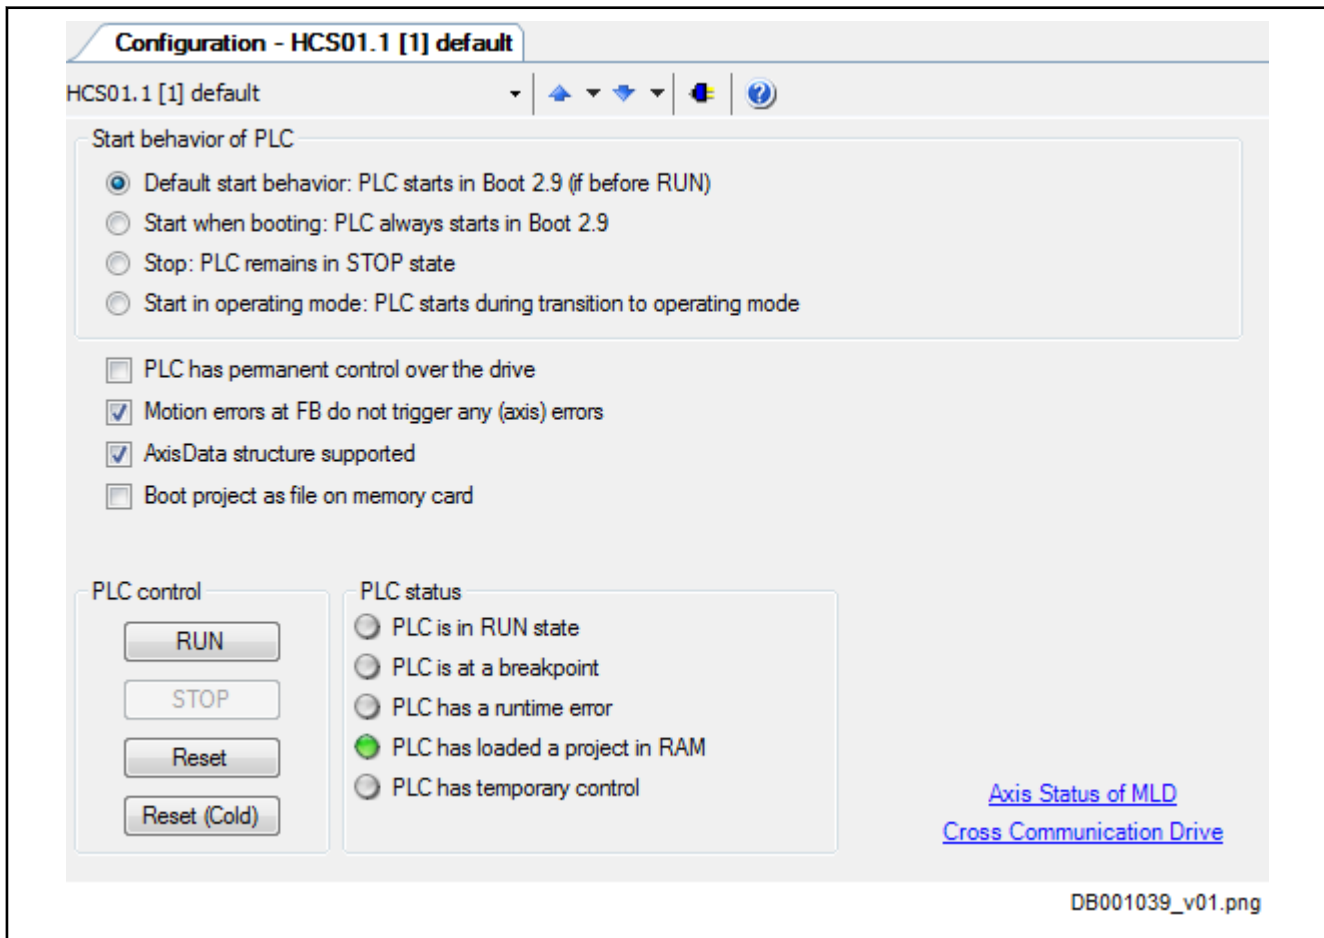 Configuration - HCS01.1 [1] default
HCS01.1 [1] default
Start behavior of PLC
Default start behavior: PLC starts in Boot 2.9 (if before RUN)
Start when booting: PLC always starts in Boot 2.9
Stop: PLC remains in STOP state
Start in operating mode: PLC starts during transition to operating mode
PLC has permanent control over the drive
Motion errors at FB do not trigger any (axis) errors
AxisData structure supported
Boot project as file on memory card
PLC control
RUN
STOP
Reset
Reset (Cold)
PLC status
PLC is in RUN state
PLC is at a breakpoint
PLC has a runtime error
PLC has loaded a project in RAM
PLC has temporary control
Axis Status of MLD
Cross Communication Drive
DB001039_v01.png